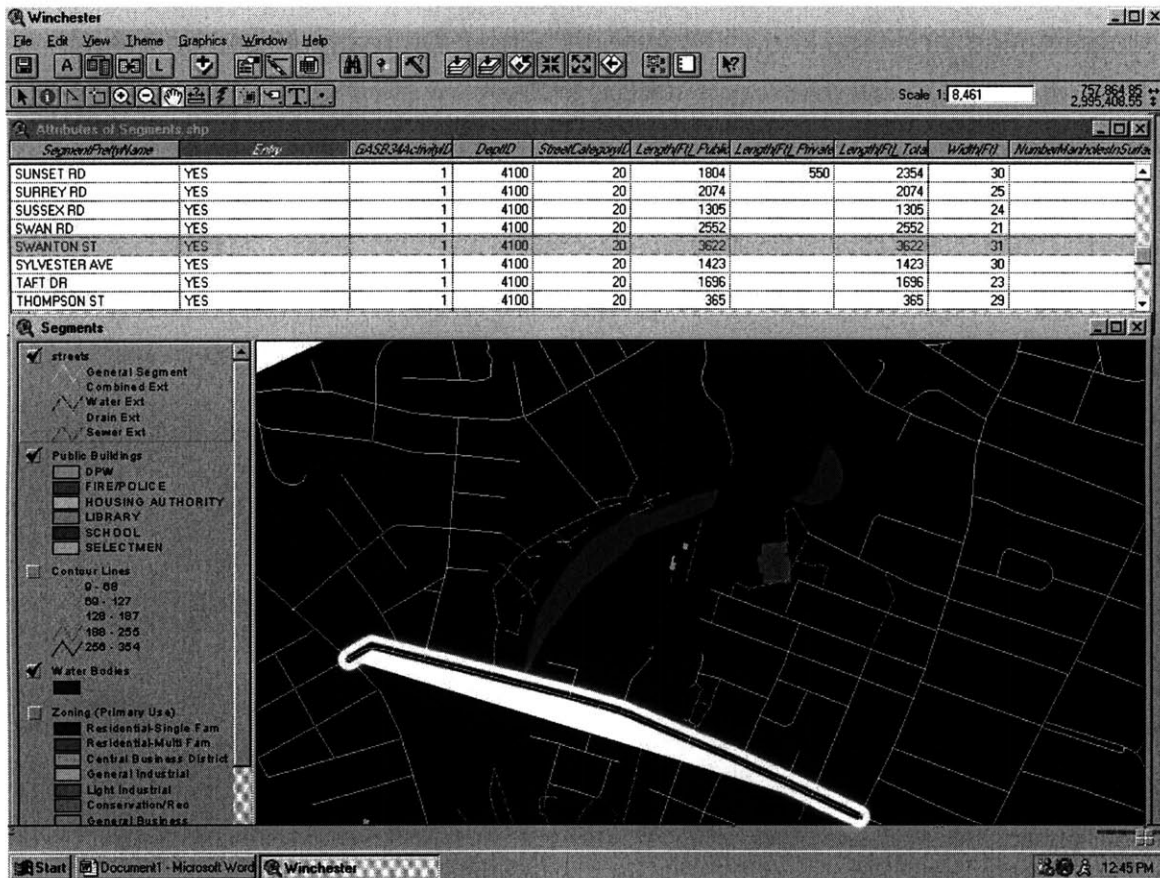 Winchester
File Edit View Theme Graphics Window Help
A L
Scale 1: 8,461 757,864.85
2,995,408.55
Attributes of Segments.shp
SegmentPrettyName Entry GASB34ActivityID DeptID StreetCategoryID Length(Ft)_Public Length(Ft)_Private Length(Ft)_Tota Width(Ft) NumberManholesInSurfac
SUNSET RD YES 1 4100 20 1804 550 2354 30
SURREY RD YES 1 4100 20 2074 2074 25
SUSSEX RD YES 1 4100 20 1305 1305 24
SWAN RD YES 1 4100 20 2552 2552 21
SWANTON ST YES 1 4100 20 3622 3622 31
SYLVESTER AVE YES 1 4100 20 1423 1423 30
TAFT DR YES 1 4100 20 1696 1696 23
THOMPSON ST YES 1 4100 20 365 365 29
Segments
streets
General Segment
Combined Ext
Water Ext
Drain Ext
Sewer Ext
Public Buildings
DPW
FIRE/POLICE
HOUSING AUTHORITY
LIBRARY
SCHOOL
SELECTMEN
Contour Lines
9 - 68
69 - 127
128 - 187
188 - 255
256 - 354
Water Bodies
Zoning (Primary Use)
Residential-Single Fam
Residential-Multi Fam
Central Business District
General Industrial
Light Industrial
Conservation/Rec
General Business
Start Document1 - Microsoft Word Winchester 12:45 PM